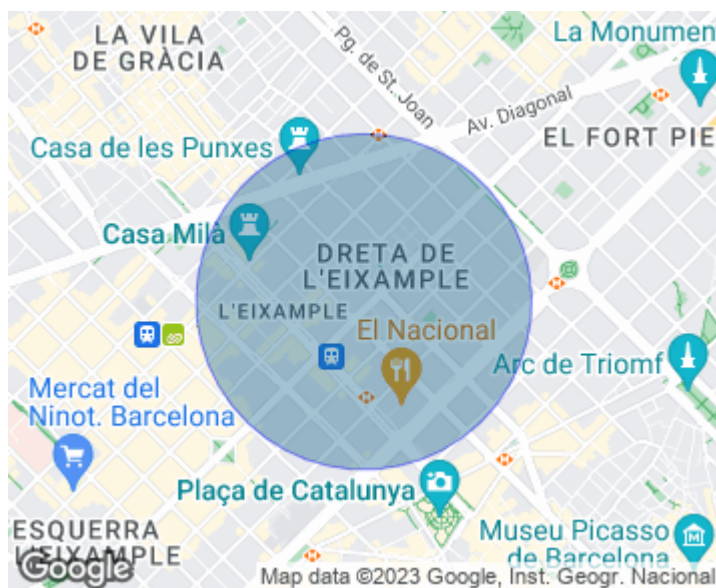 LA VILA
DE GRÀCIA
La Monumen
Pg. de St. Joan
Av. Diagonal
Casa de les Punxes
EL FORT PIE
Casa Milà
DRETA DE
L'EIXAMPLE
L'EIXAMPLE
El Nacional
Arc de Triomf
Mercat del
Ninot. Barcelona
Plaça de Catalunya
ESQUERRA
L'EIXAMPLE
Museu Picasso
de Barcelona
Google
Map data ©2023 Google, Inst. Geogr. Nacional